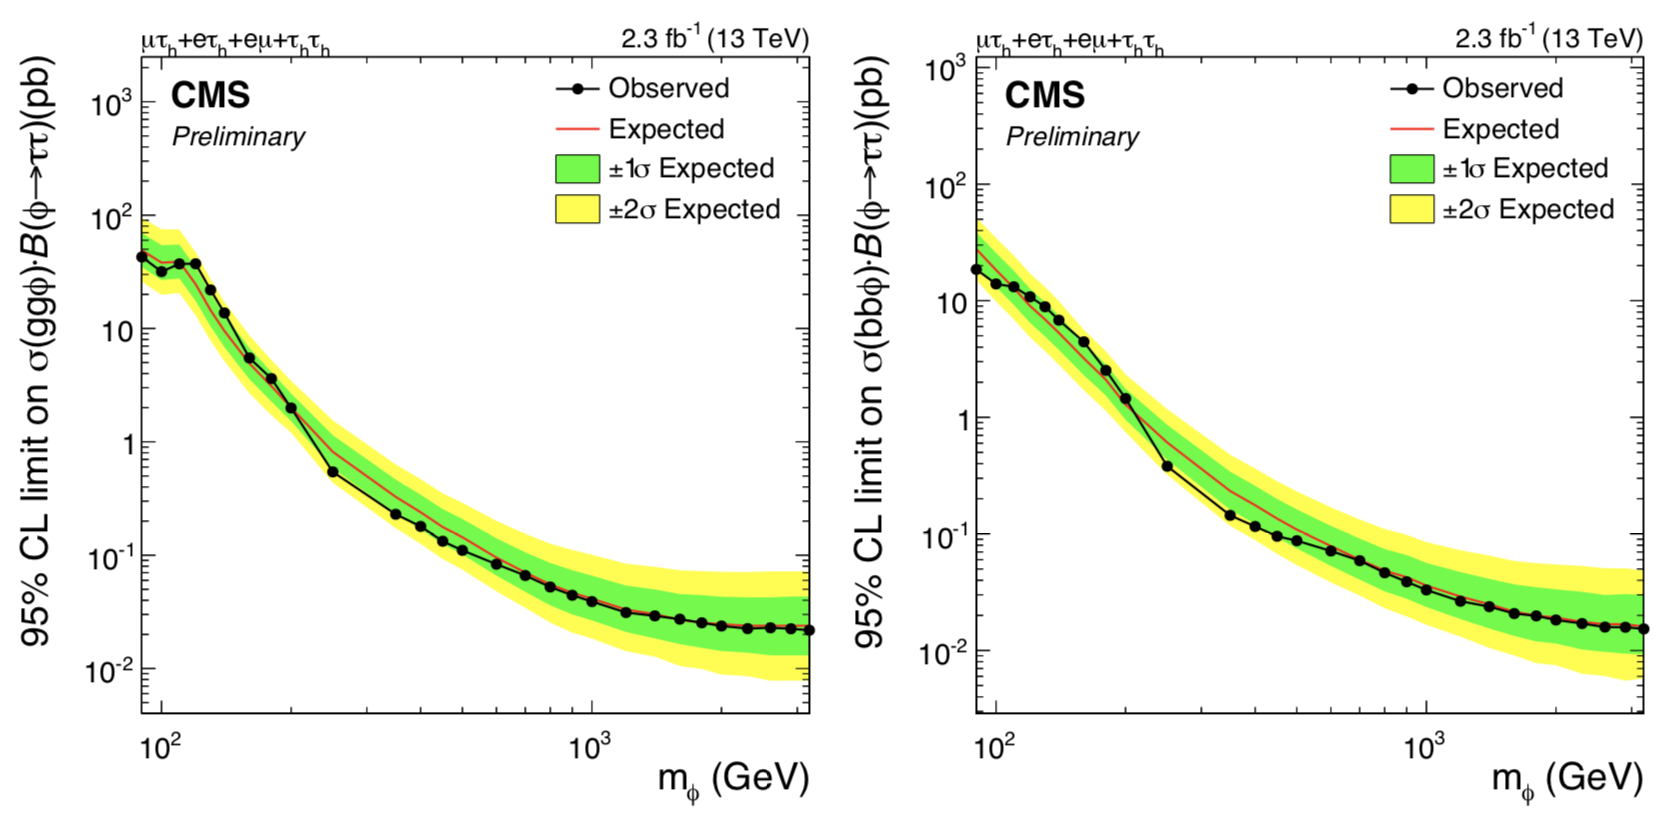 μτh+eτh+eμ+τhτh
2.3 fb-1 (13 TeV)
CMS
Preliminary
Observed
Expected
±1σ Expected
±2σ Expected
95% CL limit on σ(ggϕ)·B(ϕ→ττ)(pb)
10³
10²
10
1
10⁻¹
10⁻²
10²
10³
mϕ (GeV)
μτh+eτh+eμ+τhτh
2.3 fb-1 (13 TeV)
CMS
Preliminary
Observed
Expected
±1σ Expected
±2σ Expected
95% CL limit on σ(bbϕ)·B(ϕ→ττ)(pb)
10³
10²
10
1
10⁻¹
10⁻²
10²
10³
mϕ (GeV)